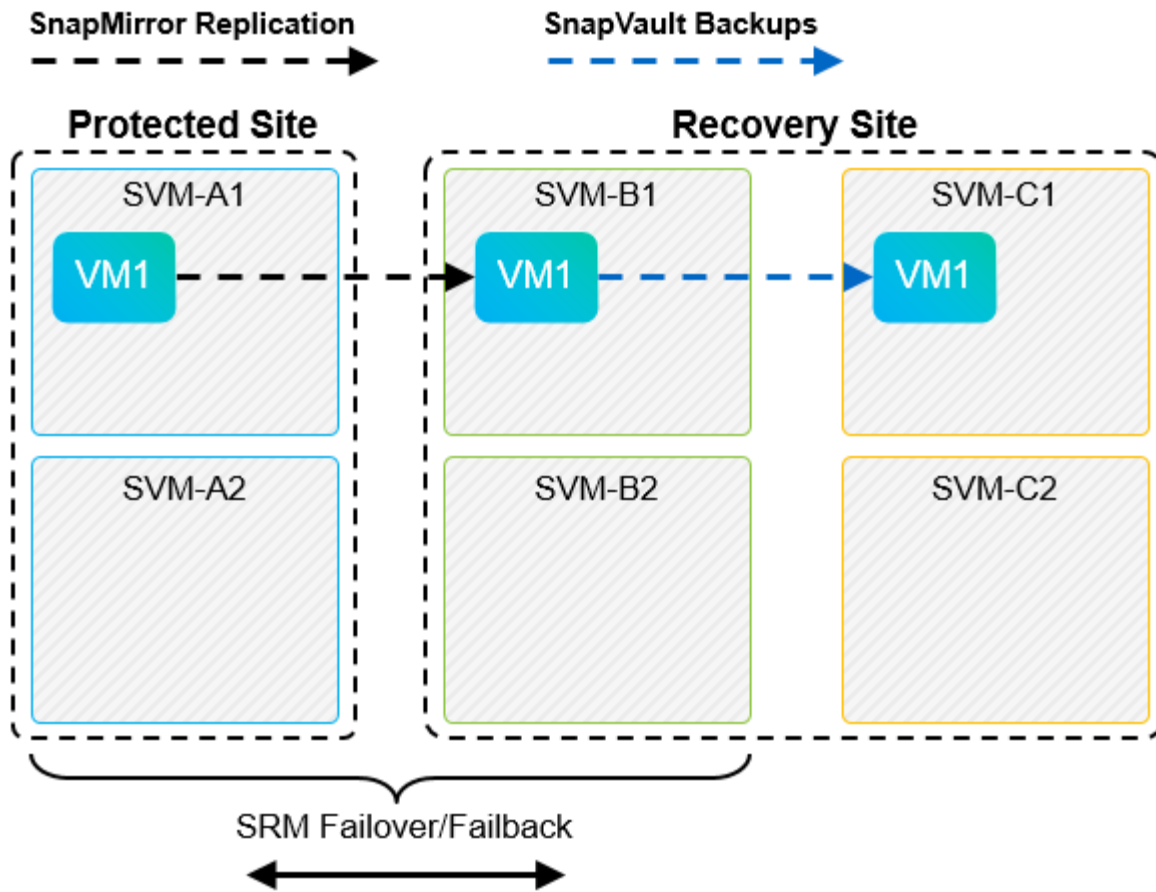 SnapMirror Replication
SnapVault Backups
Protected Site
Recovery Site
SVM-A1
SVM-B1
SVM-C1
VM1
VM1
VM1
SVM-A2
SVM-B2
SVM-C2
SRM Failover/Failback